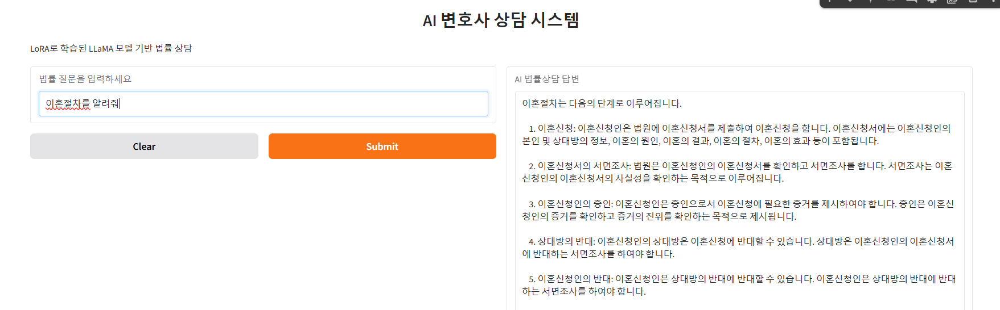 AI 변호사 상담 시스템
LoRA로 학습된 LLaMA 모델 기반 법률 상담
법률 질문을 입력하세요
이혼절차를 알려줘
Clear
Submit
AI 법률상담 답변
이혼절차는 다음의 단계로 이루어집니다.
1. 이혼신청: 이혼신청인은 법원에 이혼신청서를 제출하여 이혼신청을 합니다. 이혼신청서에는 이혼신청인의
본인 및 상대방의 정보, 이혼의 원인, 이혼의 결과, 이혼의 절차, 이혼의 효과 등이 포함됩니다.
2. 이혼신청서의 서면조사: 법원은 이혼신청인의 이혼신청서를 확인하고 서면조사를 합니다. 서면조사는 이혼
신청인의 이혼신청서의 사실성을 확인하는 목적으로 이루어집니다.
3. 이혼신청인의 증인: 이혼신청인은 증인으로서 이혼신청에 필요한 증거를 제시하여야 합니다. 증인은 이혼신
청인의 증거를 확인하고 증거의 진위를 확인하는 목적으로 제시됩니다.
4. 상대방의 반대: 이혼신청인의 상대방은 이혼신청에 반대할 수 있습니다. 상대방은 이혼신청인의 이혼신청서
에 반대하는 서면조사를 하여야 합니다.
5. 이혼신청인의 반대: 이혼신청인은 상대방의 반대에 반대할 수 있습니다. 이혼신청인은 상대방의 반대에 반대
하는 서면조사를 하여야 합니다.